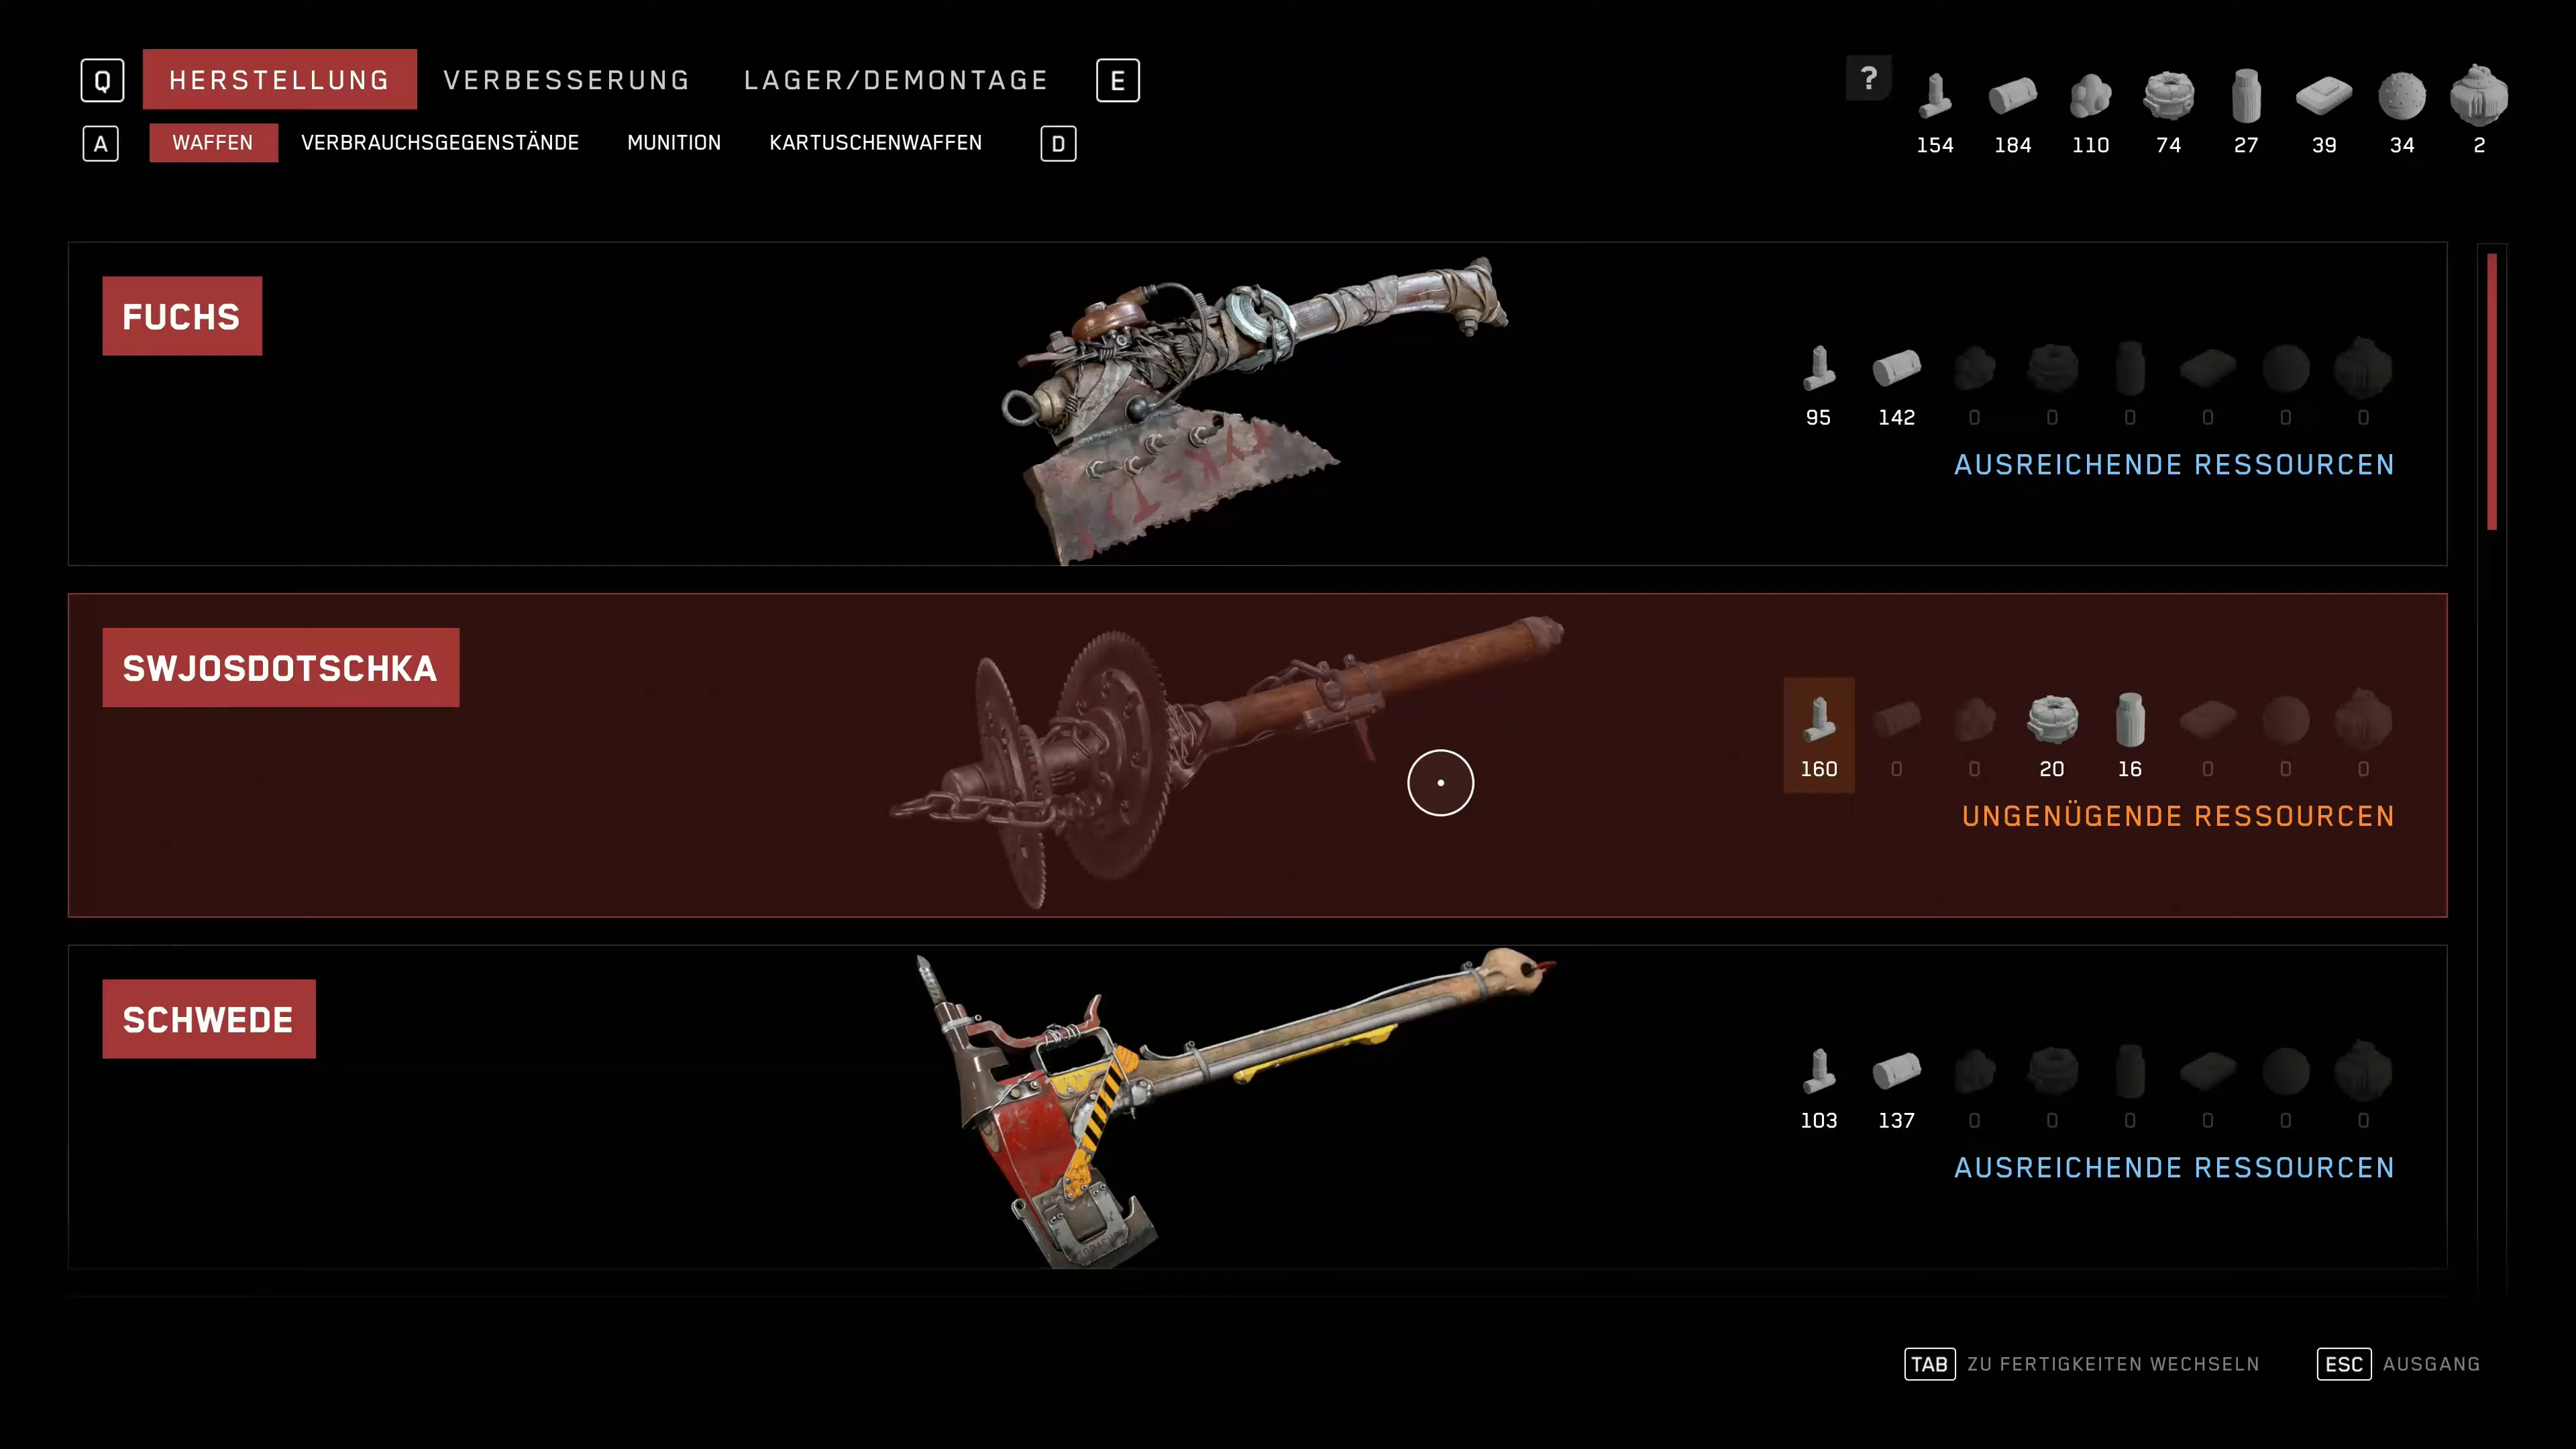 Q HERSTELLUNG VERBESSERUNG LAGER/DEMONTAGE E ?
A WAFFEN VERBRAUCHSGEGENSTÄNDE MUNITION KARTUSCHENWAFFEN D
154 184 110 74 27 39 34 2
FUCHS
95 142 0 0 0 0 0 0
AUSREICHENDE RESSOURCEN
SWJOSDOTSCHKA
160 0 0 20 16 0 0 0
UNGENÜGENDE RESSOURCEN
SCHWEDE
103 137 0 0 0 0 0 0
AUSREICHENDE RESSOURCEN
TAB ZU FERTIGKEITEN WECHSELN ESC AUSGANG